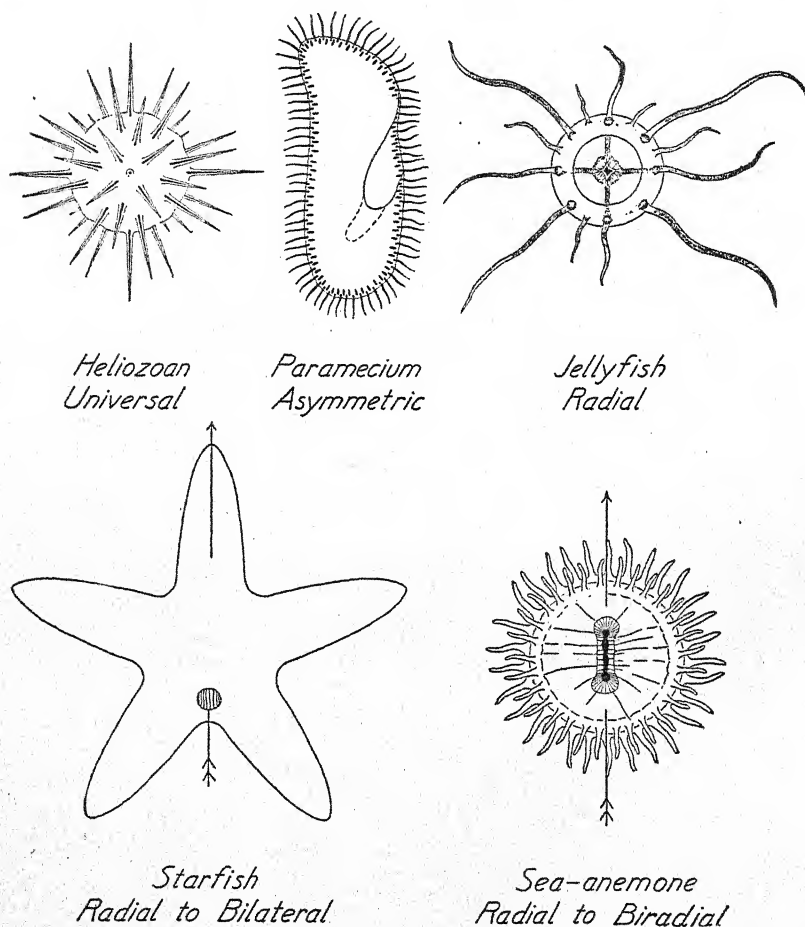 Heliozoan
Universal
Paramecium
Asymmetric
Jellyfish
Radial
Starfish
Radial to Bilateral
Sea-anemone
Radial to Biradial